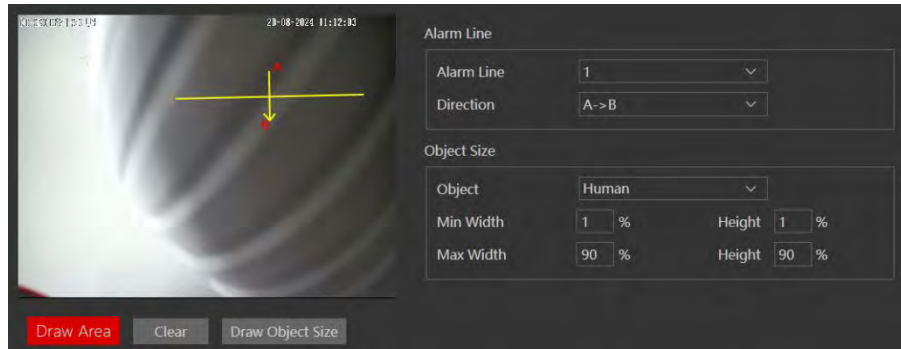 20-08-2024 11:12:03
A
Alarm Line
Alarm Line 1
Direction A->B
Object Size
Object Human
Min Width 1 % Height 1 %
Max Width 90 % Height 90 %
Draw Area Clear Draw Object Size